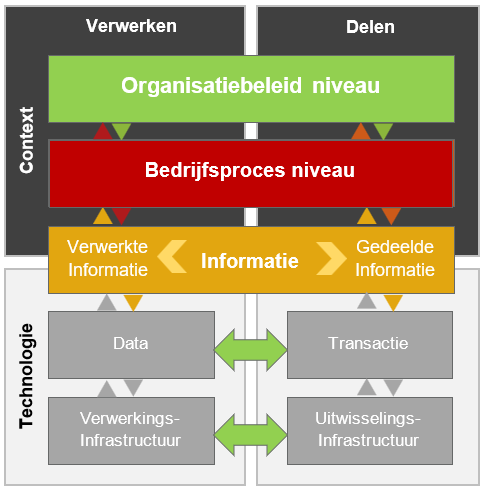 Verwerken
Delen
Context
Organisatiebeleid niveau
Bedrijfsproces niveau
Verwerkte
Informatie
Informatie
Gedeelde
Informatie
Technologie
Data
Transactie
Verwerkings-
Infrastructuur
Uitwisselings-
Infrastructuur